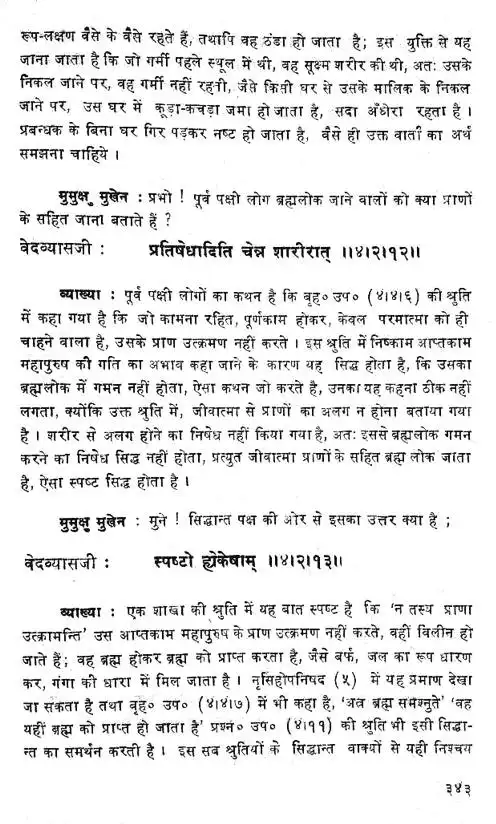 रूप-लक्षण वैसे के वैसे रहते हैं, तथापि वह ठंडा हो जाता है; इस युक्ति से यह
जाना जाता है कि जो गर्मी पहले स्थूल में थी, वह सूक्ष्म शरीर की थी, अतः उसके
निकल जाने पर, वह गर्मी नहीं रहती, जैसे किसी घर से उसके मालिक के निकल
जाने पर, उस घर में कूड़ा-कचड़ा जमा हो जाता है, सदा अँधेरा रहता है।
प्रबन्धक के बिना घर गिर पड़कर नष्ट हो जाता है, वैसे ही उक्त वार्ता का अर्थ
समझना चाहिये।
मुमुक्षु मुखेन : प्रभो! पूर्व पक्षी लोग ब्रह्मलोक जाने वालों को क्या प्राणों
के सहित जाना बताते हैं?
वेदव्यासजी : प्रतिषेधादिति चेन्न शारीरात् ॥४।२।१२॥
व्याख्या : पूर्व पक्षी लोगों का कथन है कि बृह० उप० (४।४।६) की श्रुति
में कहा गया है कि जो कामना रहित, पूर्णकाम होकर, केवल परमात्मा को ही
चाहने वाला है, उसके प्राण उत्क्रमण नहीं करते। इस श्रुति में निष्काम आप्तकाम
महापुरुष की गति का अभाव कहा जाने के कारण यह सिद्ध होता है, कि उसका
ब्रह्मलोक में गमन नहीं होता, ऐसा कथन जो करते है, उनका यह कहना ठीक नहीं
लगता, क्योंकि उक्त श्रुति में, जीवात्मा से प्राणों का अलग न होना बताया गया
है। शरीर से अलग होने का निषेध नहीं किया गया है, अतः इससे ब्रह्मलोक गमन
करने का निषेध सिद्ध नहीं होता, प्रत्युत जीवात्मा प्राणों के सहित ब्रह्म लोक जाता
है, ऐसा स्पष्ट सिद्ध होता है।
मुमुक्षु मुखेन : मुने! सिद्धान्त पक्ष की ओर से इसका उत्तर क्या है;
वेदव्यासजी : स्पष्टो ह्येकेषाम् ॥४।२।१३॥
व्याख्या : एक शाखा की श्रुति में यह बात स्पष्ट है कि 'न तस्य प्राणा
उत्क्रामन्ति' उस आप्तकाम महापुरुष के प्राण उत्क्रमण नहीं करते, वहीं विलीन हो
जाते हैं; वह ब्रह्म होकर ब्रह्म को प्राप्त करता है, जैसे बर्फ, जल का रूप धारण
कर, गंगा की धारा में मिल जाता है। नृसिहोपनिषद (५) में यह प्रमाण देखा
जा सकता है तथा बृह० उप० (४।४।७) में भी कहा है, 'अत्र ब्रह्म समश्नुते' 'वह
यहीं ब्रह्म को प्राप्त हो जाता है' प्रश्न० उप० (४।११) की श्रुति भी इसी सिद्धा-
न्त का समर्थन करती है। इस सब श्रुतियों के सिद्धान्त वाक्यों से यही निश्चय
३४३